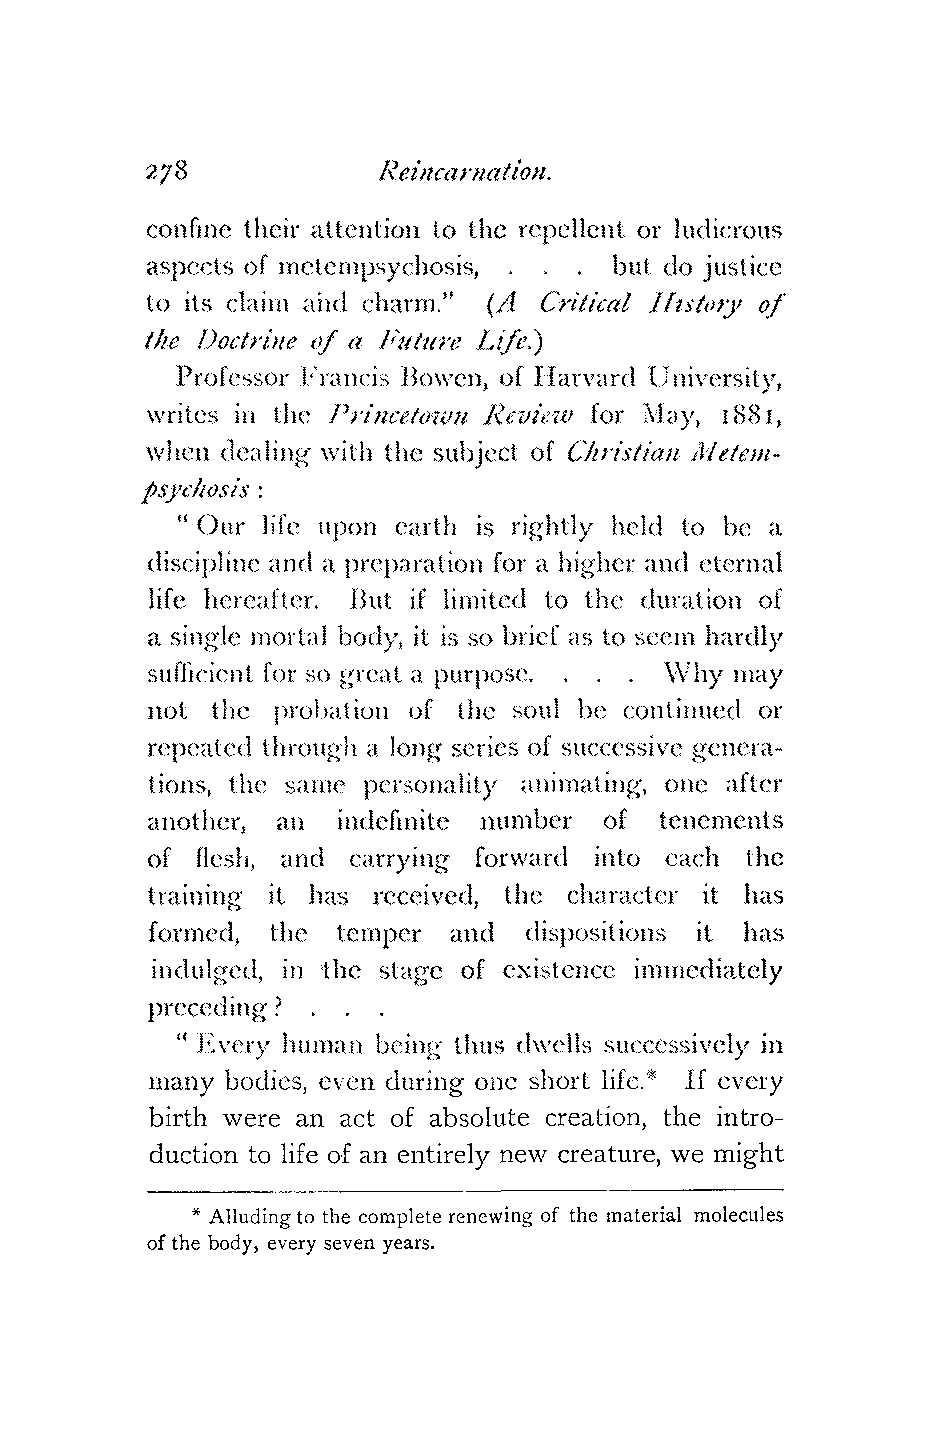 278 Reincarnation.
confine their attention to the repellent or ludicrous
aspects of metempsychosis, . . . but do justice
to its claim and charm." (A Critical History of
the Doctrine of a Future Life.)
Professor Francis Bowen, of Harvard University,
writes in the Princetown Review for May, 1881,
when dealing with the subject of Christian Metem-
psychosis :
" Our life upon earth is rightly held to be a
discipline and a preparation for a higher and eternal
life hereafter. But if limited to the duration of
a single mortal body, it is so brief as to seem hardly
sufficient for so great a purpose. . . . Why may
not the probation of the soul be continued or
repeated through a long series of successive genera-
tions, the same personality animating, one after
another, an indefinite number of tenements
of flesh, and carrying forward into each the
training it has received, the character it has
formed, the temper and dispositions it has
indulged, in the stage of existence immediately
preceding ? . . .
" Every human being thus dwells successively in
many bodies, even during one short life.* If every
birth were an act of absolute creation, the intro-
duction to life of an entirely new creature, we might
* Alluding to the complete renewing of the material molecules
of the body, every seven years.